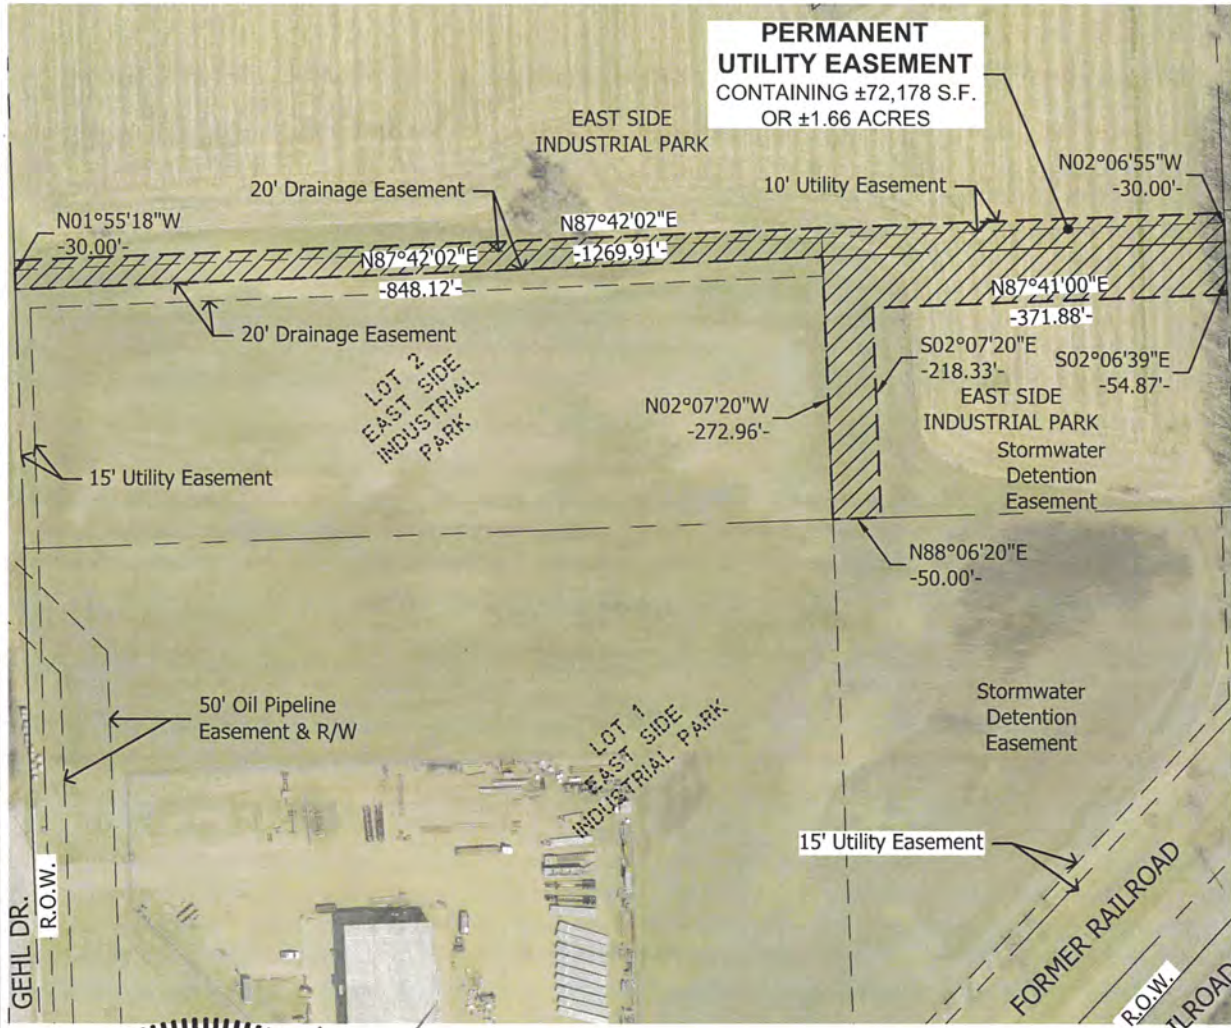 PERMANENT
UTILITY EASEMENT
CONTAINING ±72,178 S.F.
OR ±1.66 ACRES
EAST SIDE
INDUSTRIAL PARK
N02°06'55"W
-30.00'-
20' Drainage Easement
10' Utility Easement
N01°55'18"W
-30.00'-
N87°42'02"E
-1269.91'-
N87°42'02"E
-848.12'-
N87°41'00"E
-371.88'-
20' Drainage Easement
S02°07'20"E
-218.33'-
S02°06'39"E
-54.87'-
LOT 2
EAST SIDE
INDUSTRIAL
PARK
N02°07'20"W
-272.96'-
EAST SIDE
INDUSTRIAL PARK
Stormwater
Detention
Easement
15' Utility Easement
N88°06'20"E
-50.00'-
50' Oil Pipeline
Easement & R/W
LOT 1
EAST SIDE
INDUSTRIAL PARK
Stormwater
Detention
Easement
15' Utility Easement
GEHL DR.
R.O.W.
FORMER RAILROAD
R.O.W.
ILROAD